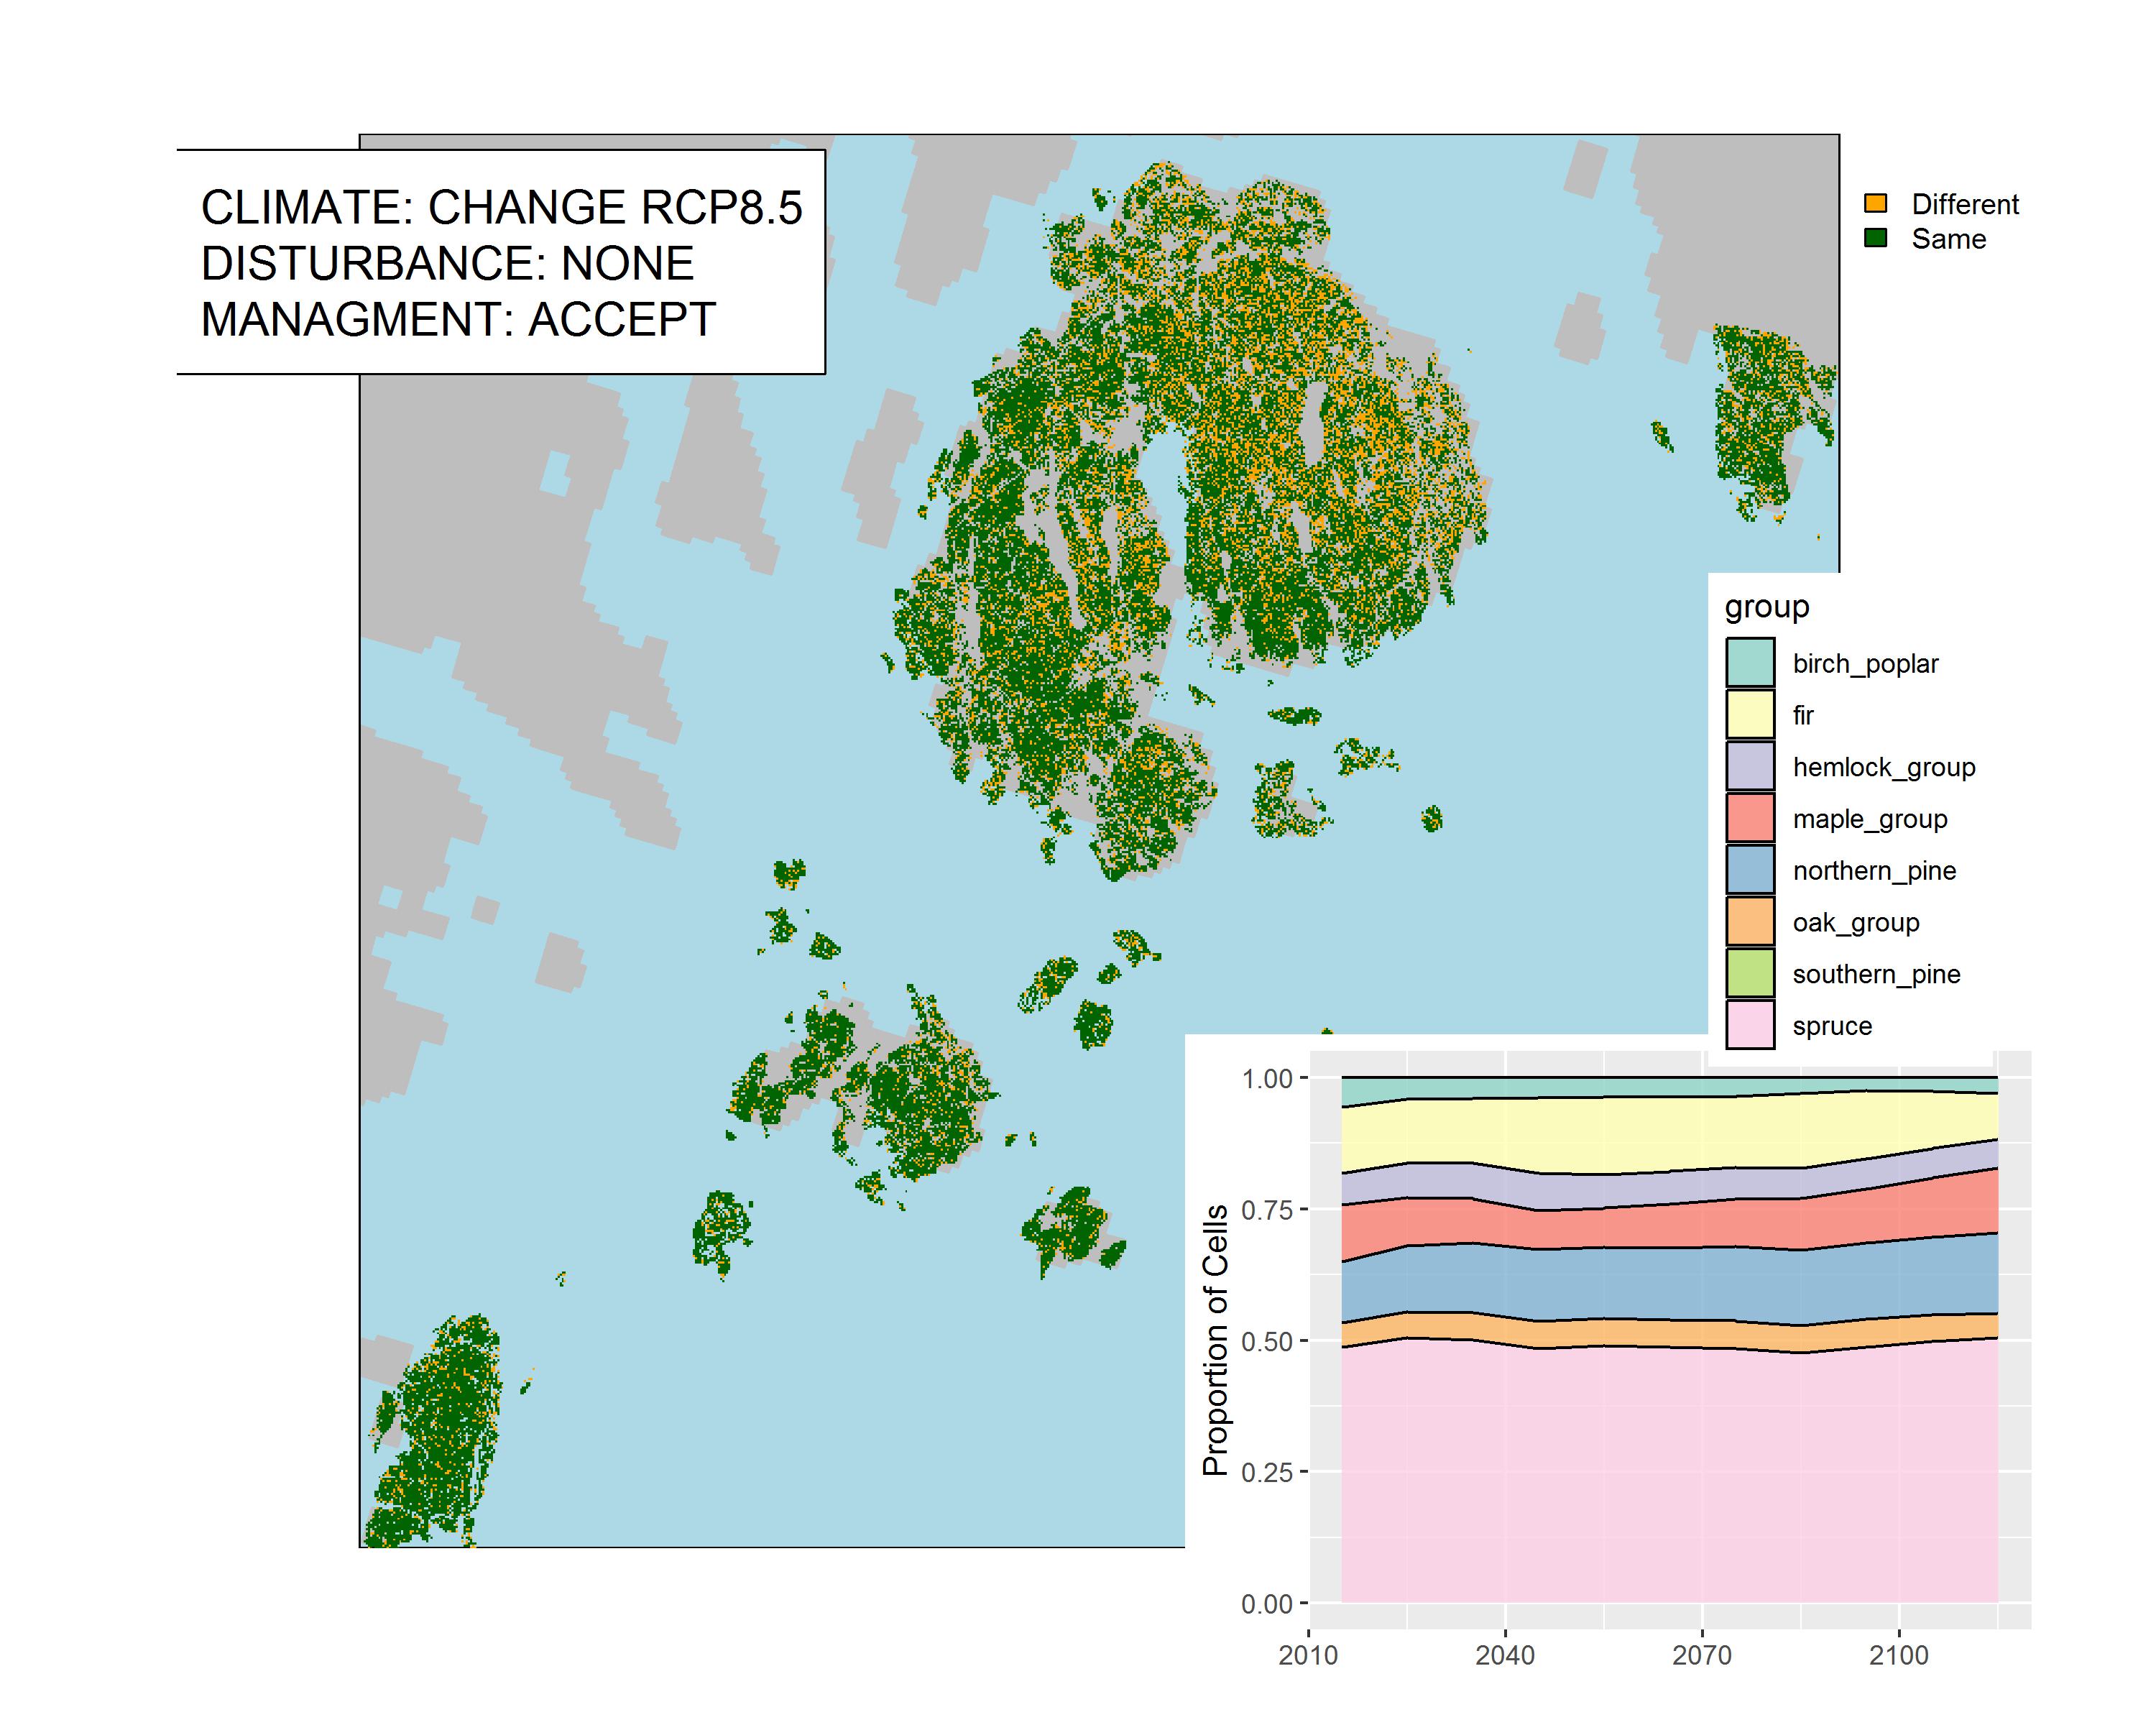 CLIMATE: CHANGE RCP8.5
DISTURBANCE: NONE
MANAGMENT: ACCEPT
Different
Same
group
birch_poplar
fir
hemlock_group
maple_group
northern_pine
oak_group
southern_pine
spruce
Proportion of Cells
1.00
0.75
0.50
0.25
0.00
2010 2040 2070 2100